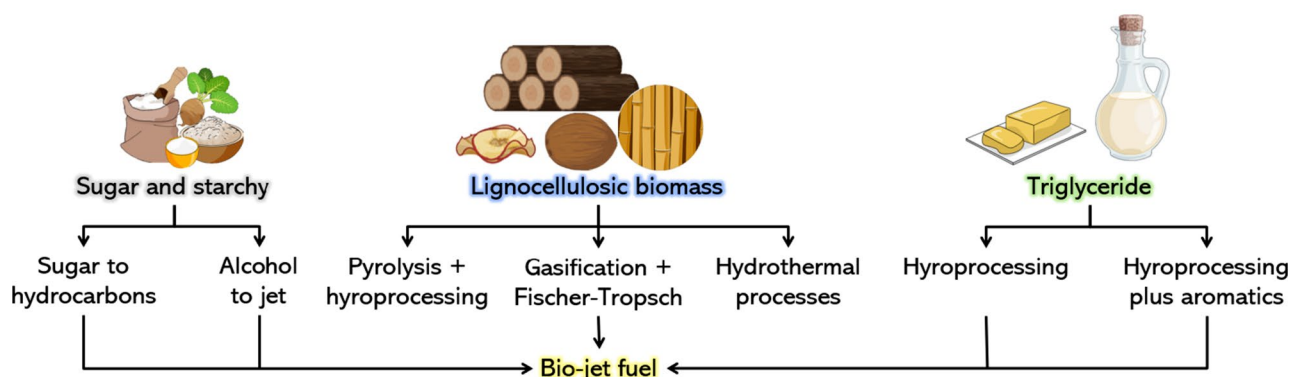 Sugar and starchy
Lignocellulosic biomass
Triglyceride
Sugar to
hydrocarbons
Alcohol
to jet
Pyrolysis +
hyroprocessing
Gasification +
Fischer-Tropsch
Hydrothermal
processes
Hyroprocessing
Hyroprocessing
plus aromatics
Bio-jet fuel